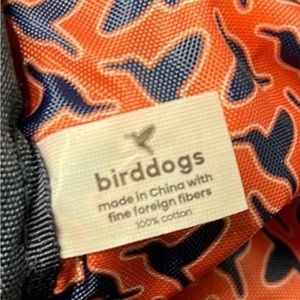 birddogs
made in China with
fine foreign fibers
100% cotton